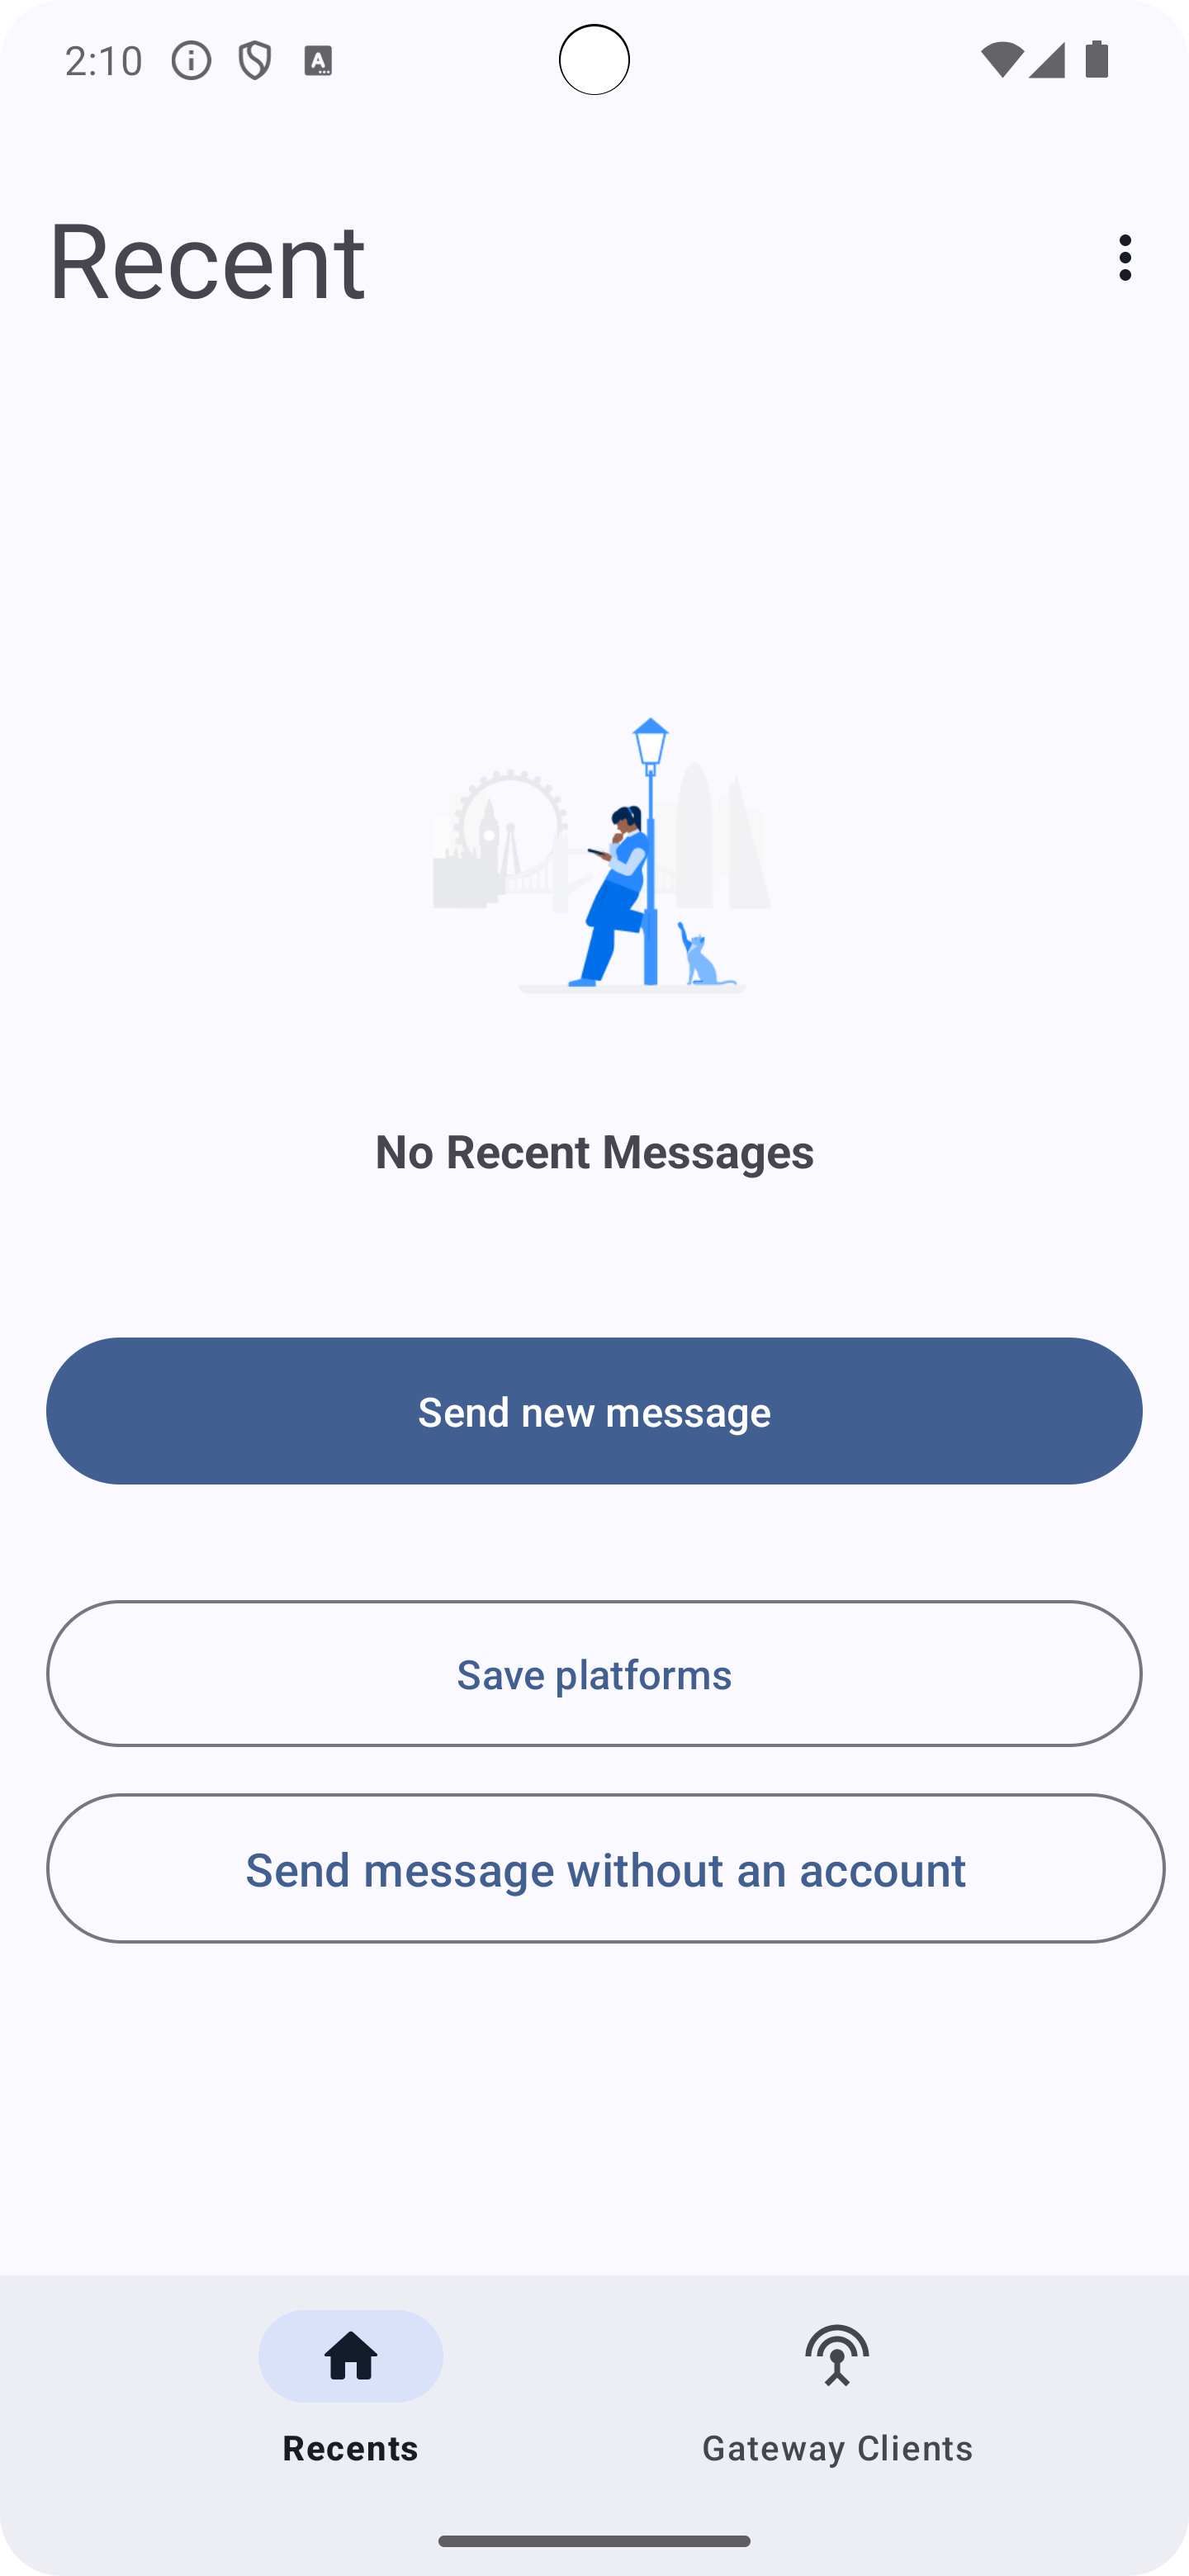 2:10
Recent
No Recent Messages
Send new message
Save platforms
Send message without an account
Recents
Gateway Clients